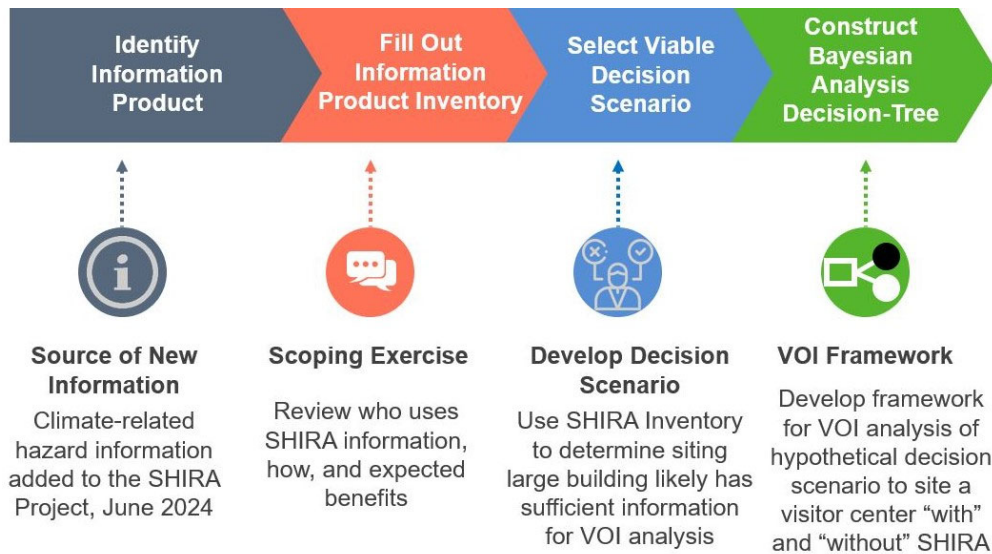 Identify
Information
Product
Fill Out
Information
Product Inventory
Select Viable
Decision
Scenario
Construct
Bayesian
Analysis
Decision-Tree
i
Source of New
Information
Climate-related
hazard information
added to the SHIRA
Project, June 2024
Scoping Exercise
Review who uses
SHIRA information,
how, and expected
benefits
Develop Decision
Scenario
Use SHIRA Inventory
to determine siting
large building likely has
sufficient information
for VOI analysis
VOI Framework
Develop framework
for VOI analysis of
hypothetical decision
scenario to site a
visitor center “with”
and “without” SHIRA